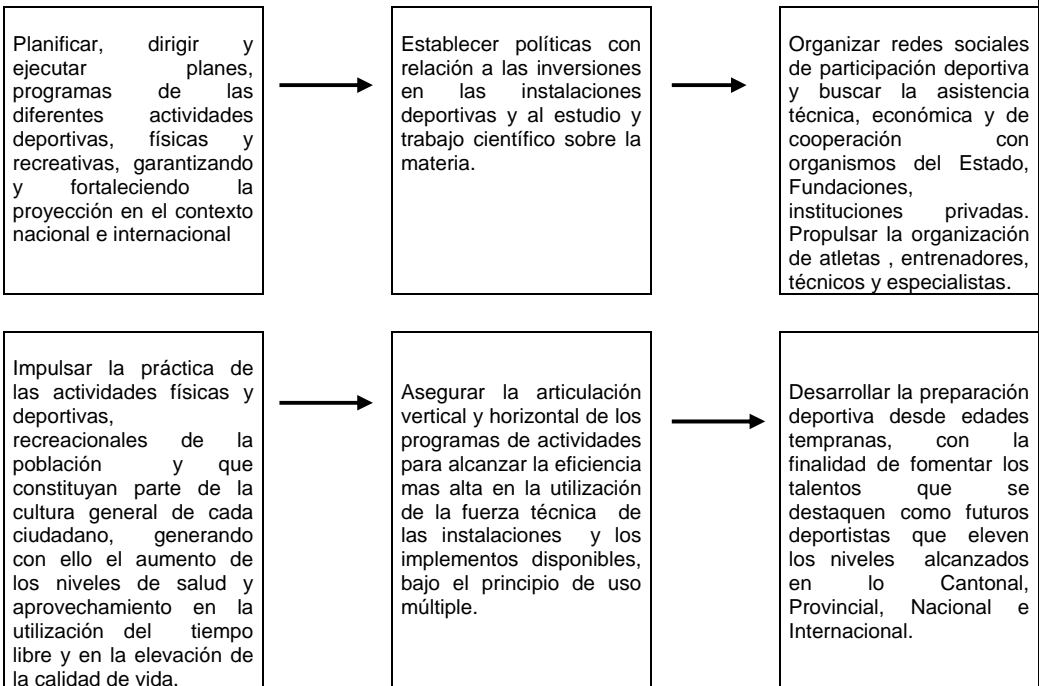 Planificar, dirigir y
ejecutar planes,
programas de las
diferentes actividades
deportivas, físicas y
recreativas, garantizando
y fortaleciendo la
proyección en el contexto
nacional e internacional
Establecer políticas con
relación a las inversiones
en las instalaciones
deportivas y al estudio y
trabajo científico sobre la
materia.
Organizar redes sociales
de participación deportiva
y buscar la asistencia
técnica, económica y de
cooperación con
organismos del Estado,
Fundaciones,
instituciones privadas.
Propulsar la organización
de atletas , entrenadores,
técnicos y especialistas.
Impulsar la práctica de
las actividades físicas y
deportivas,
recreacionales de la
población y que
constituyan parte de la
cultura general de cada
ciudadano, generando
con ello el aumento de
los niveles de salud y
aprovechamiento en la
utilización del tiempo
libre y en la elevación de
la calidad de vida.
Asegurar la articulación
vertical y horizontal de los
programas de actividades
para alcanzar la eficiencia
mas alta en la utilización
de la fuerza técnica de
las instalaciones y los
implementos disponibles,
bajo el principio de uso
múltiple.
Desarrollar la preparación
deportiva desde edades
tempranas, con la
finalidad de fomentar los
talentos que se
destaquen como futuros
deportistas que eleven
los niveles alcanzados
en lo Cantonal,
Provincial, Nacional e
Internacional.